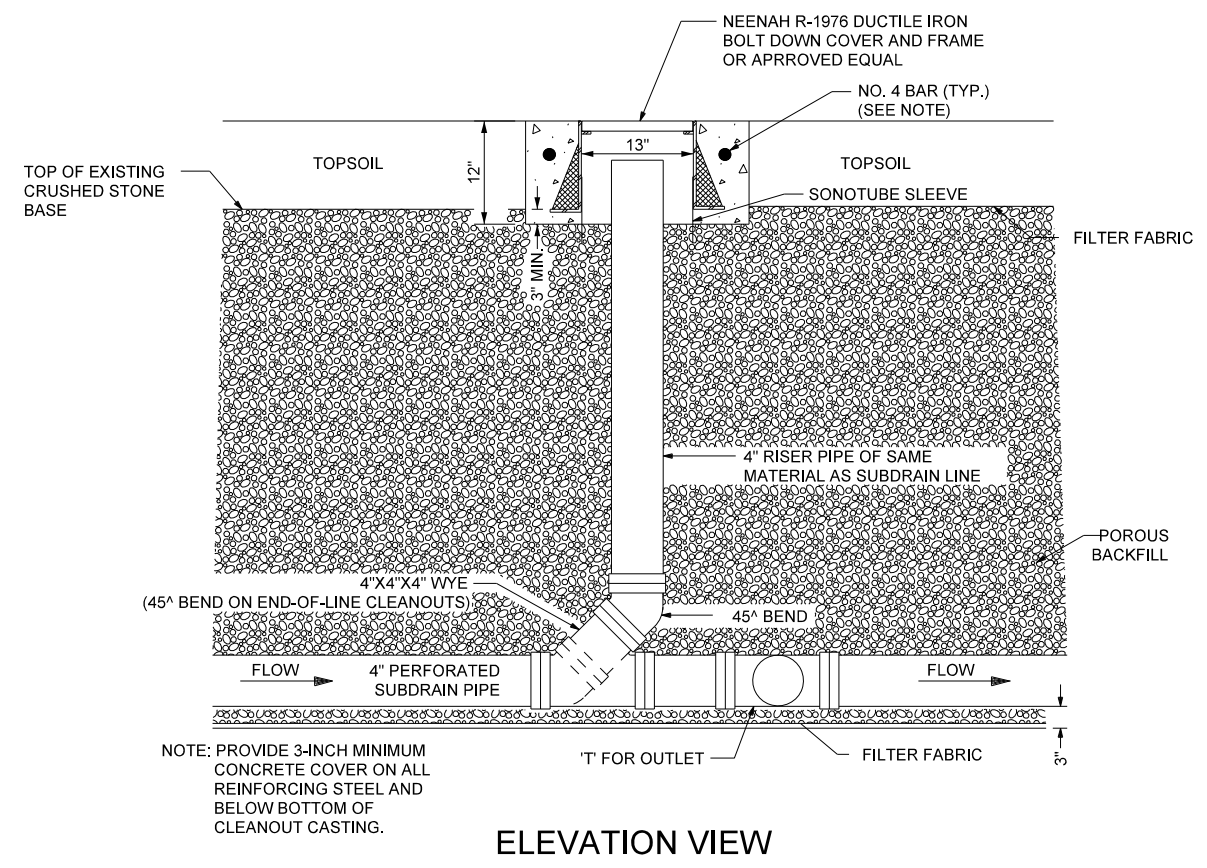 NEENAH R-1976 DUCTILE IRON
BOLT DOWN COVER AND FRAME
OR APRROVED EQUAL
NO. 4 BAR (TYP.)
(SEE NOTE)
TOP OF EXISTING
CRUSHED STONE
BASE
TOPSOIL
12"
13"
TOPSOIL
SONOTUBE SLEEVE
FILTER FABRIC
3" MIN.
4" RISER PIPE OF SAME
MATERIAL AS SUBDRAIN LINE
POROUS
BACKFILL
4"X4"X4" WYE
(45^ BEND ON END-OF-LINE CLEANOUTS)
45^ BEND
FLOW
4" PERFORATED
SUBDRAIN PIPE
FLOW
'T' FOR OUTLET
FILTER FABRIC
3"
NOTE: PROVIDE 3-INCH MINIMUM
CONCRETE COVER ON ALL
REINFORCING STEEL AND
BELOW BOTTOM OF
CLEANOUT CASTING.
ELEVATION VIEW